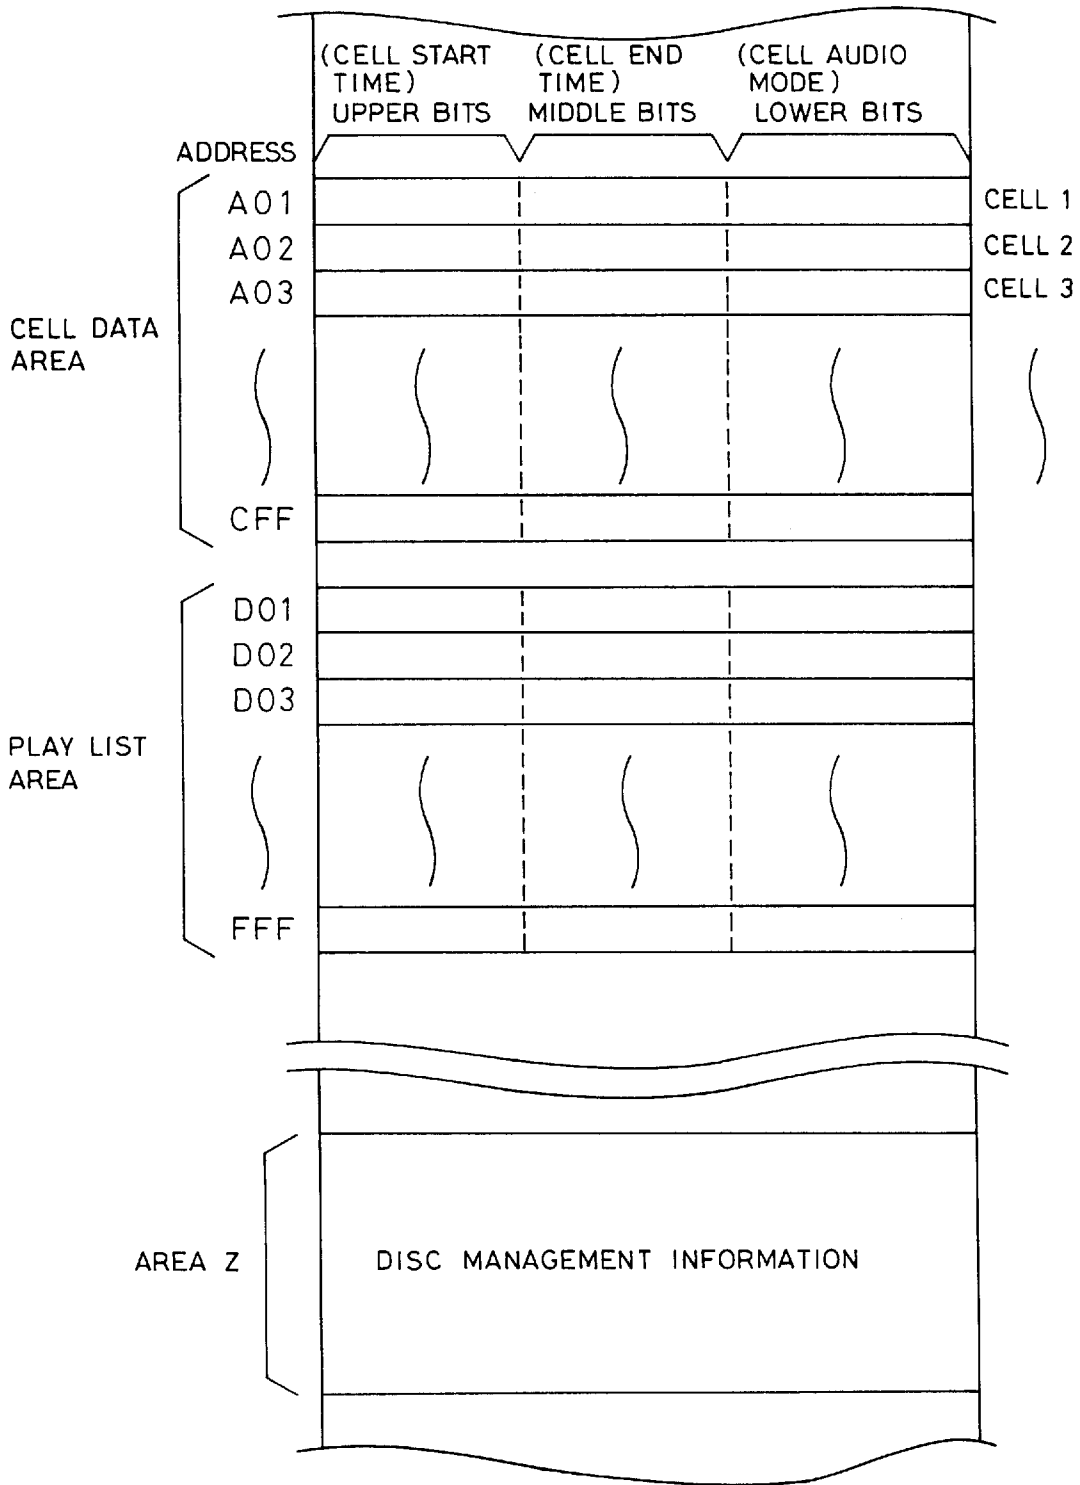 (CELL START TIME) UPPER BITS
(CELL END TIME) MIDDLE BITS
(CELL AUDIO MODE) LOWER BITS
ADDRESS
CELL DATA AREA
A01
CELL 1
A02
CELL 2
A03
CELL 3
CFF
PLAY LIST AREA
D01
D02
D03
FFF
AREA Z
DISC MANAGEMENT INFORMATION